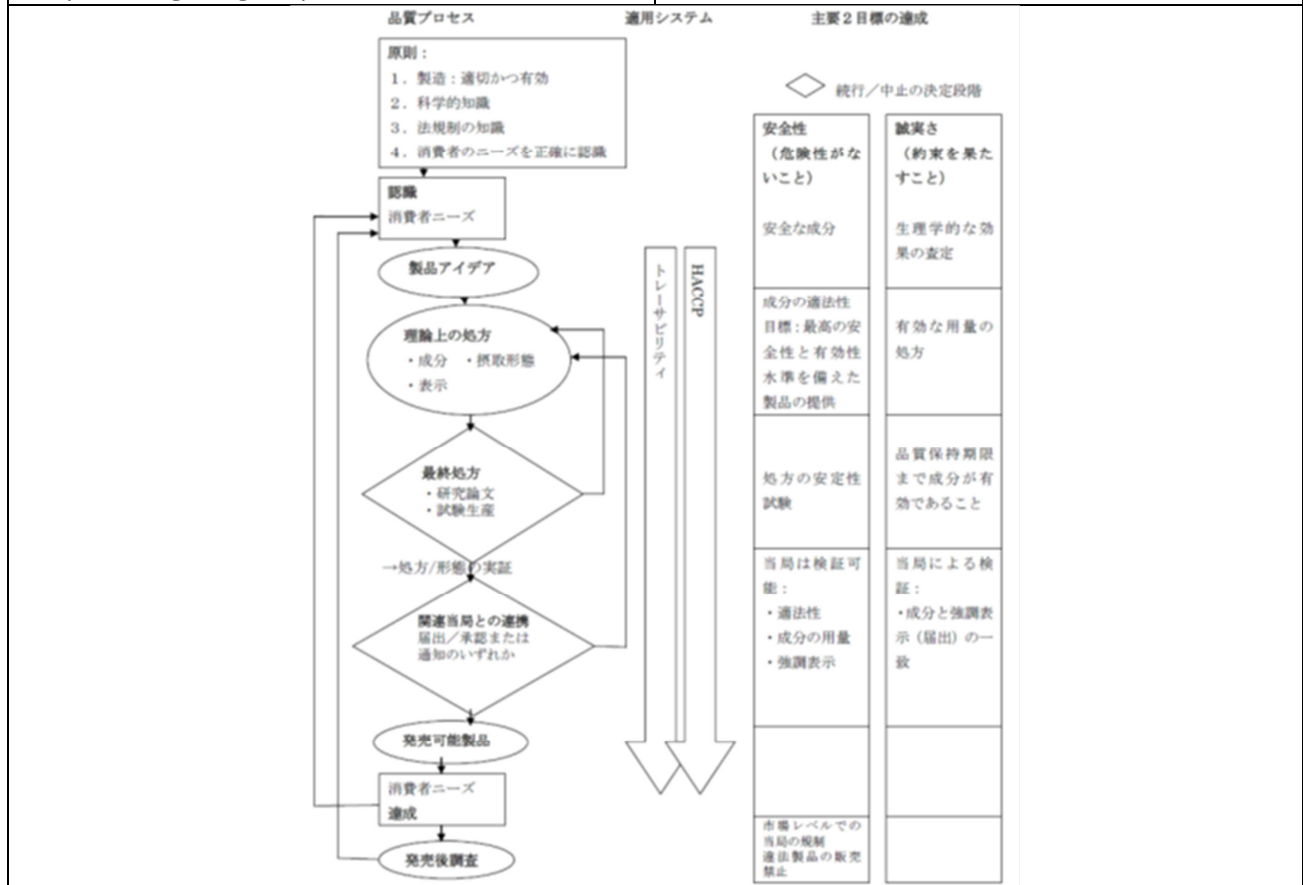 品質プロセス
適用システム
主要２目標の達成
原則：
１．製造：適切かつ有効
２．科学的知識
３．法規制の知識
４．消費者のニーズを正確に認識
認識
消費者ニーズ
製品アイデア
理論上の処方
・成分　・摂取形態
・表示
最終処方
・研究論文
・試験生産
→処方/形態の実証
関連当局との連携
届出／承認または
通知のいずれか
発売可能製品
消費者ニーズ
達成
発売後調査
トレーサビリティ
HACCP
続行／中止の決定段階
安全性
（危険性がな
いこと）
安全な成分
成分の適法性
目標：最高の安
全性と有効性
水準を備えた
製品の提供
処方の安定性
試験
当局は検証可
能：
・適法性
・成分の用量
・強調表示
市場レベルでの
当局の規制
違法製品の販売
禁止
誠実さ
（約束を果た
すこと）
生理学的な効
果の査定
有効な用量の
処方
品質保持期限
まで成分が有
効であること
当局による検
証：
・成分と強調表
示（届出）の一
致